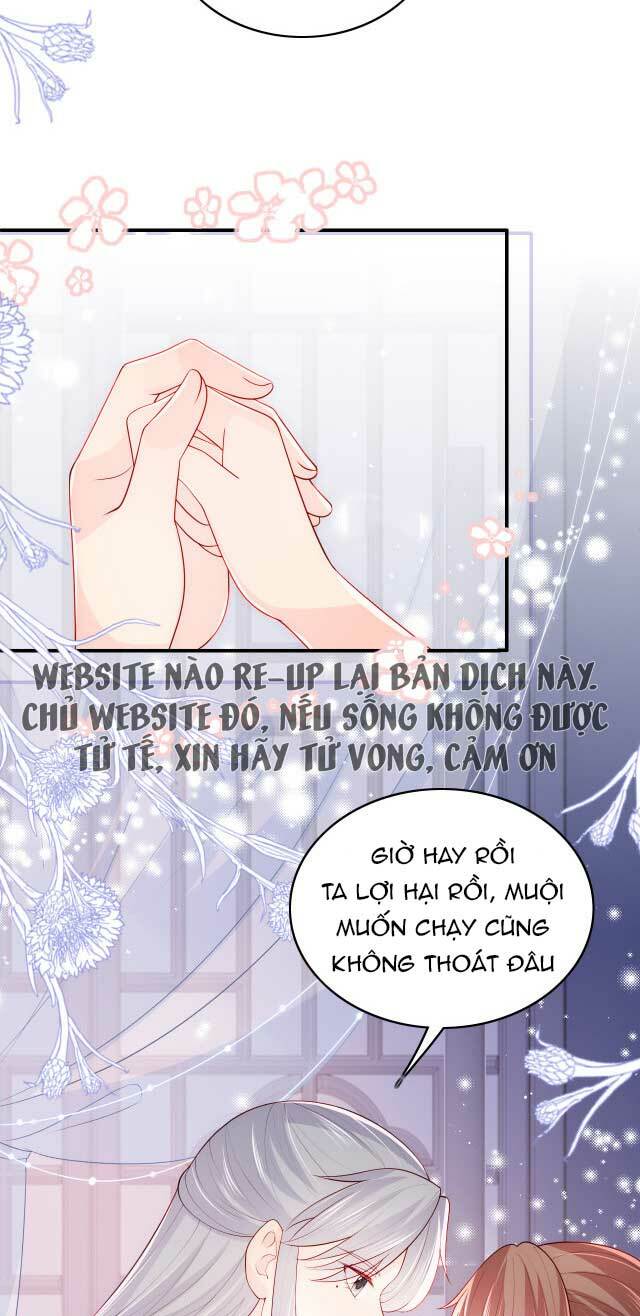 WEBSITE NÀO RE-UP LẠI BẢN DỊCH NÀY.
CHỦ WEBSITE ĐÓ, NẾU SỐNG KHÔNG ĐƯỢC
TỬ TẾ, XIN HÃY TỬ VONG, CẢM ƠN
GIỜ HAY RỒI
TA LỢI HẠI RỒI, MUỘI
MUỐN CHẠY CŨNG
KHÔNG THOÁT ĐÂU